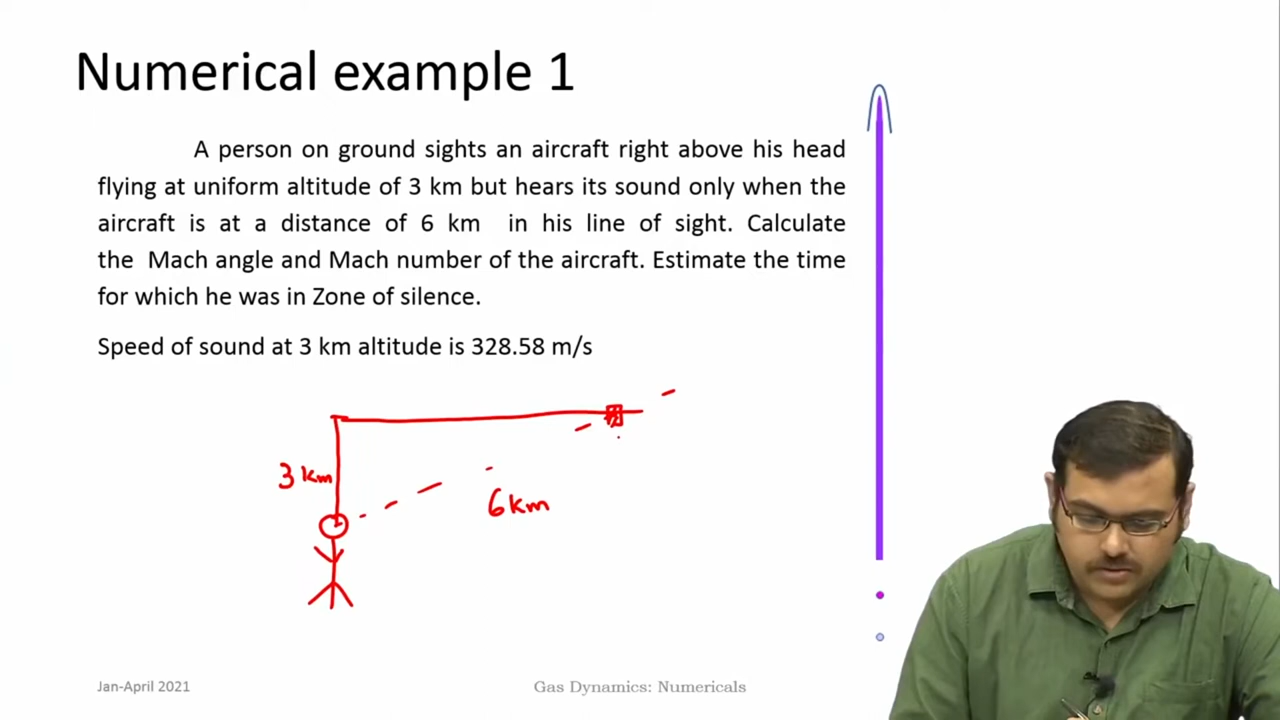 Numerical example 1
A person on ground sights an aircraft right above his head
flying at uniform altitude of 3 km but hears its sound only when the
aircraft is at a distance of 6 km in his line of sight. Calculate
the Mach angle and Mach number of the aircraft. Estimate the time
for which he was in Zone of silence.
Speed of sound at 3 km altitude is 328.58 m/s
3 km
6 km
Jan-April 2021
Gas Dynamics: Numericals